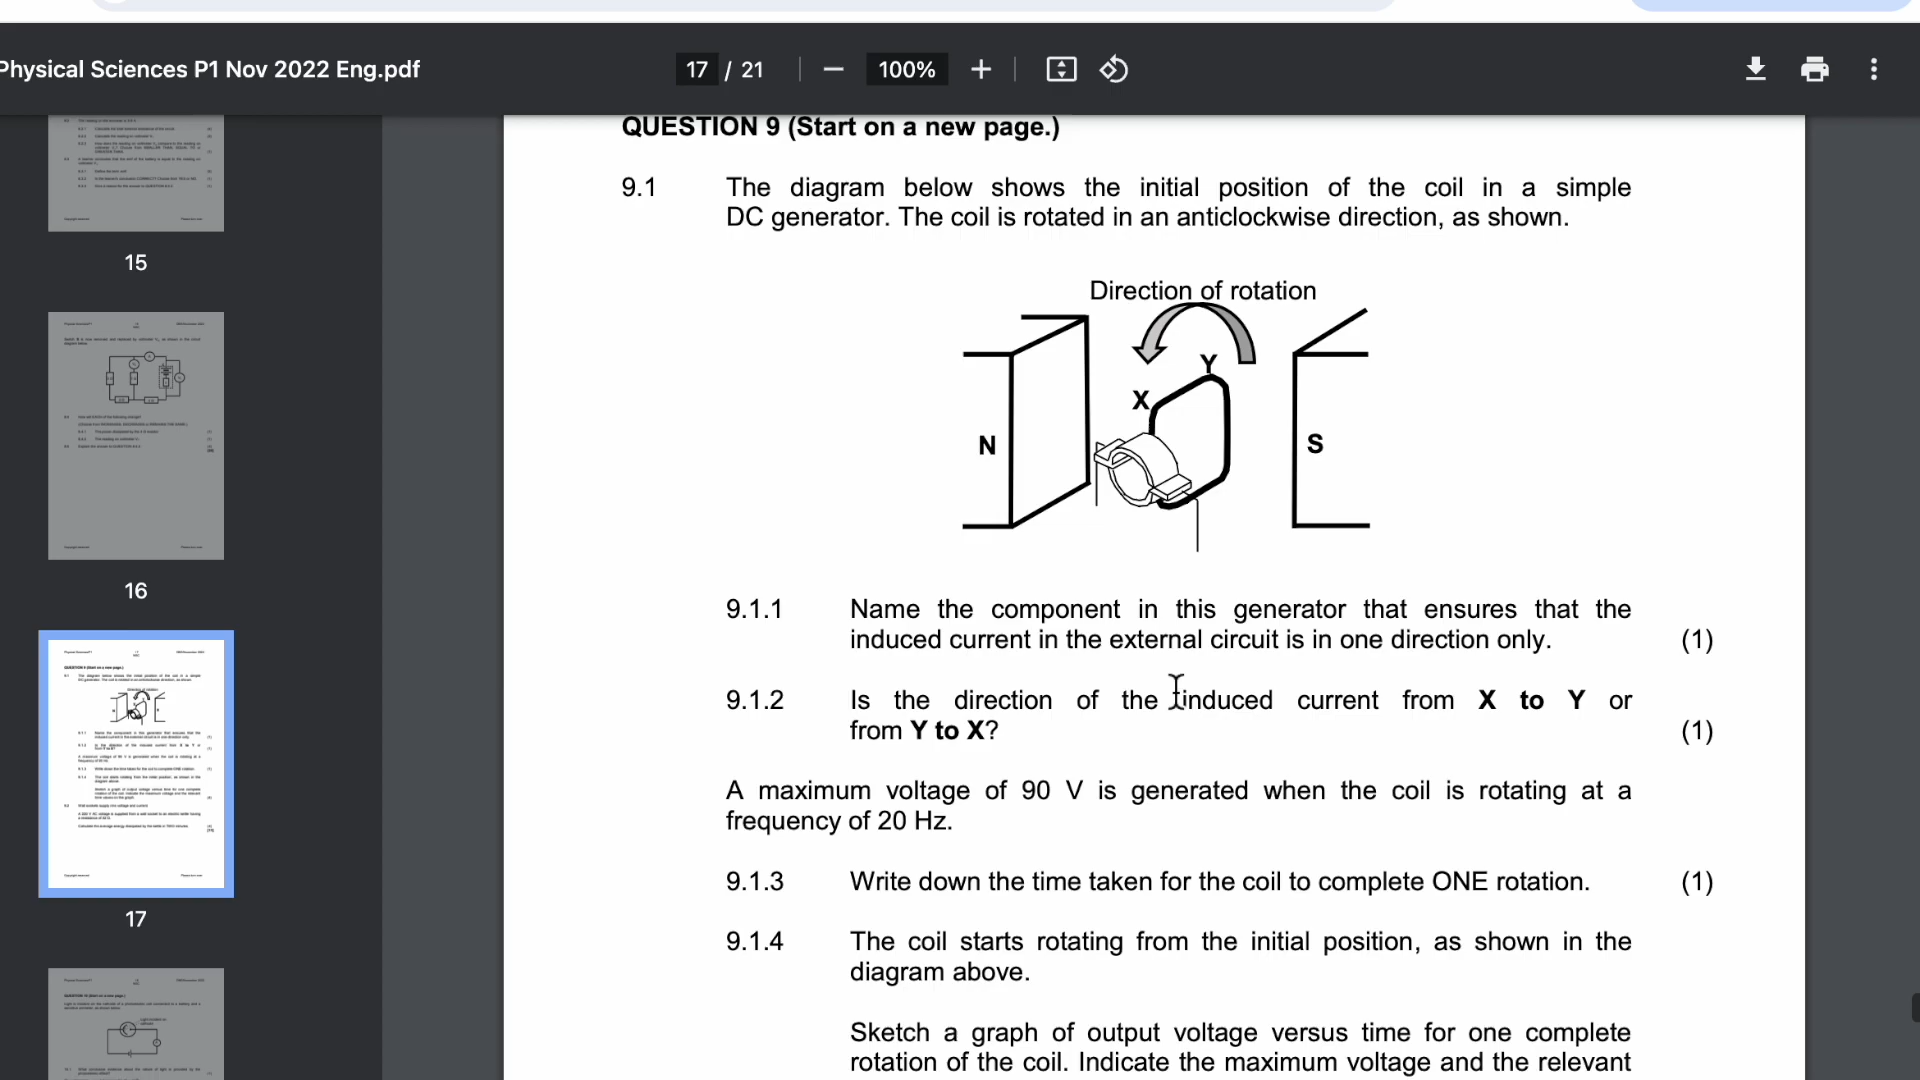 Physical Sciences P1 Nov 2022 Eng.pdf
17 / 21
100%
15
16
17
QUESTION 9 (Start on a new page.)
9.1 The diagram below shows the initial position of the coil in a simple
DC generator. The coil is rotated in an anticlockwise direction, as shown.
Direction of rotation
Y
X
N
S
9.1.1 Name the component in this generator that ensures that the
induced current in the external circuit is in one direction only. (1)
9.1.2 Is the direction of the induced current from X to Y or
from Y to X? (1)
A maximum voltage of 90 V is generated when the coil is rotating at a
frequency of 20 Hz.
9.1.3 Write down the time taken for the coil to complete ONE rotation. (1)
9.1.4 The coil starts rotating from the initial position, as shown in the
diagram above.
Sketch a graph of output voltage versus time for one complete
rotation of the coil. Indicate the maximum voltage and the relevant